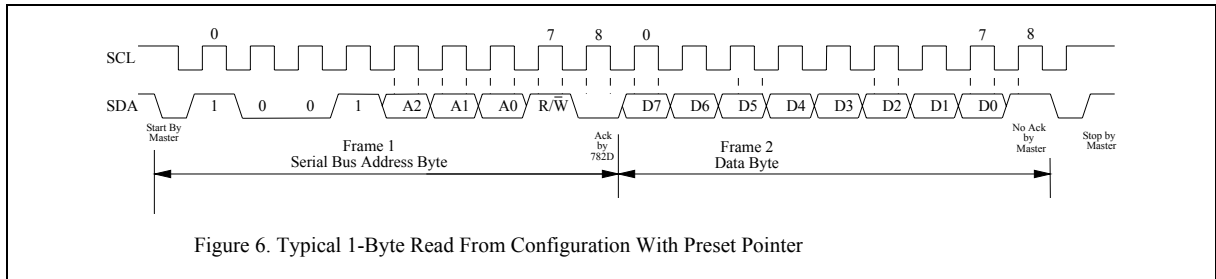 0 7 8 0 7 8
SCL
SDA 1 0 0 1 A2 A1 A0 R/W̅ D7 D6 D5 D4 D3 D2 D1 D0
Start By
Master
Ack
by
782D
No Ack
by
Master
Stop by
Master
Frame 1
Serial Bus Address Byte
Frame 2
Data Byte
Figure 6. Typical 1-Byte Read From Configuration With Preset Pointer